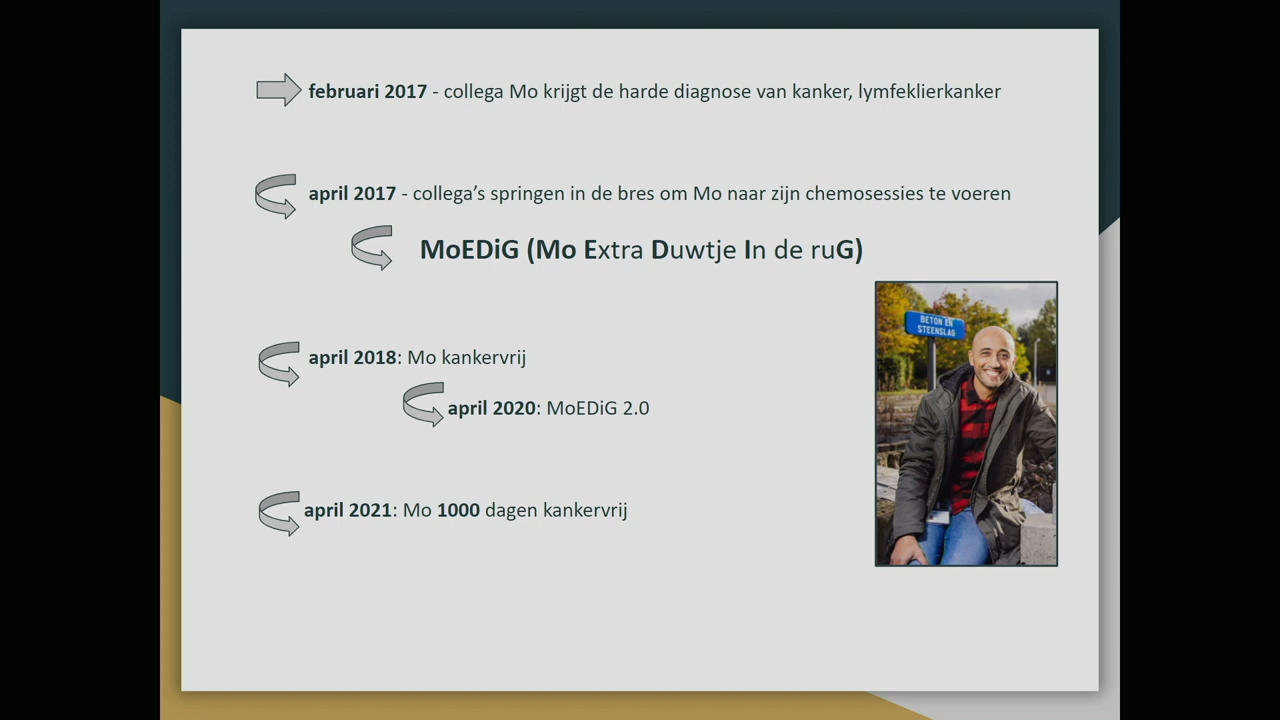 februari 2017 - collega Mo krijgt de harde diagnose van kanker, lymfeklierkanker
april 2017 - collega’s springen in de bres om Mo naar zijn chemosessies te voeren
MoEDiG (Mo Extra Duwtje In de ruG)
BETON EN
STEENSLAG
april 2018: Mo kankervrij
april 2020: MoEDiG 2.0
april 2021: Mo 1000 dagen kankervrij